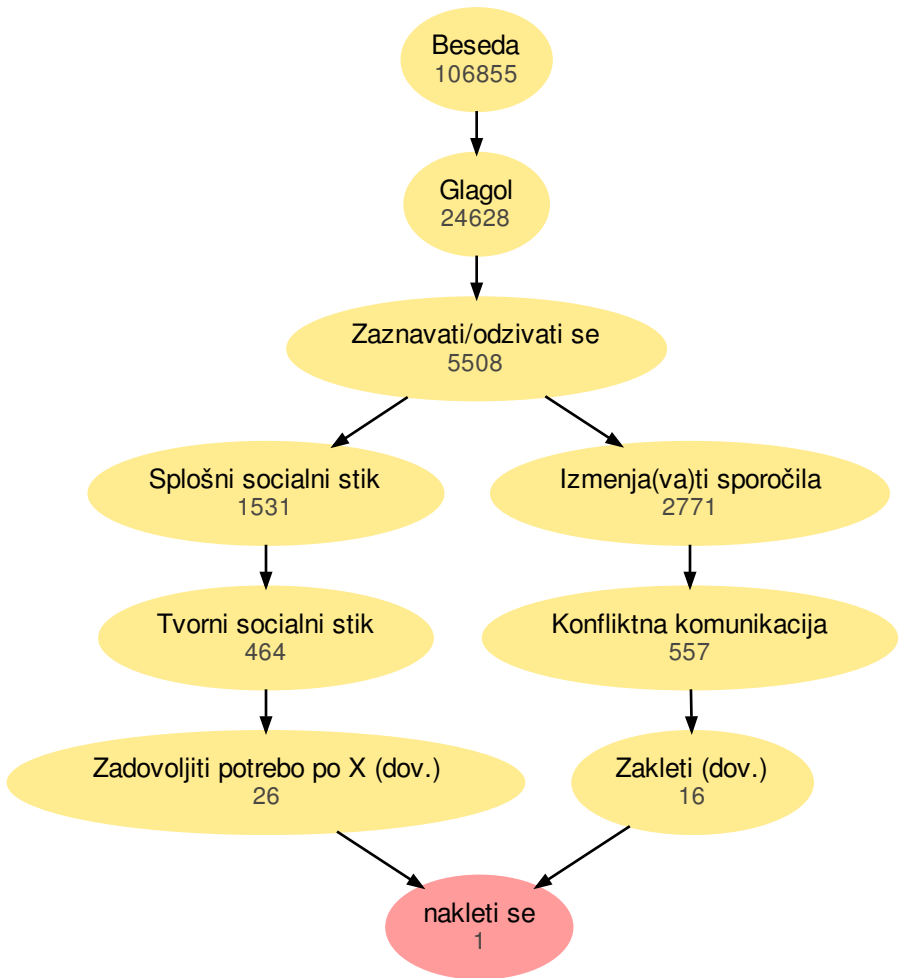 Beseda
106855
Glagol
24628
Zaznavati/odzivati se
5508
Splošni socialni stik
1531
Izmenja(va)ti sporočila
2771
Tvorni socialni stik
464
Konfliktna komunikacija
557
Zadovoljiti potrebo po X (dov.)
26
Zakleti (dov.)
16
nakleti se
1